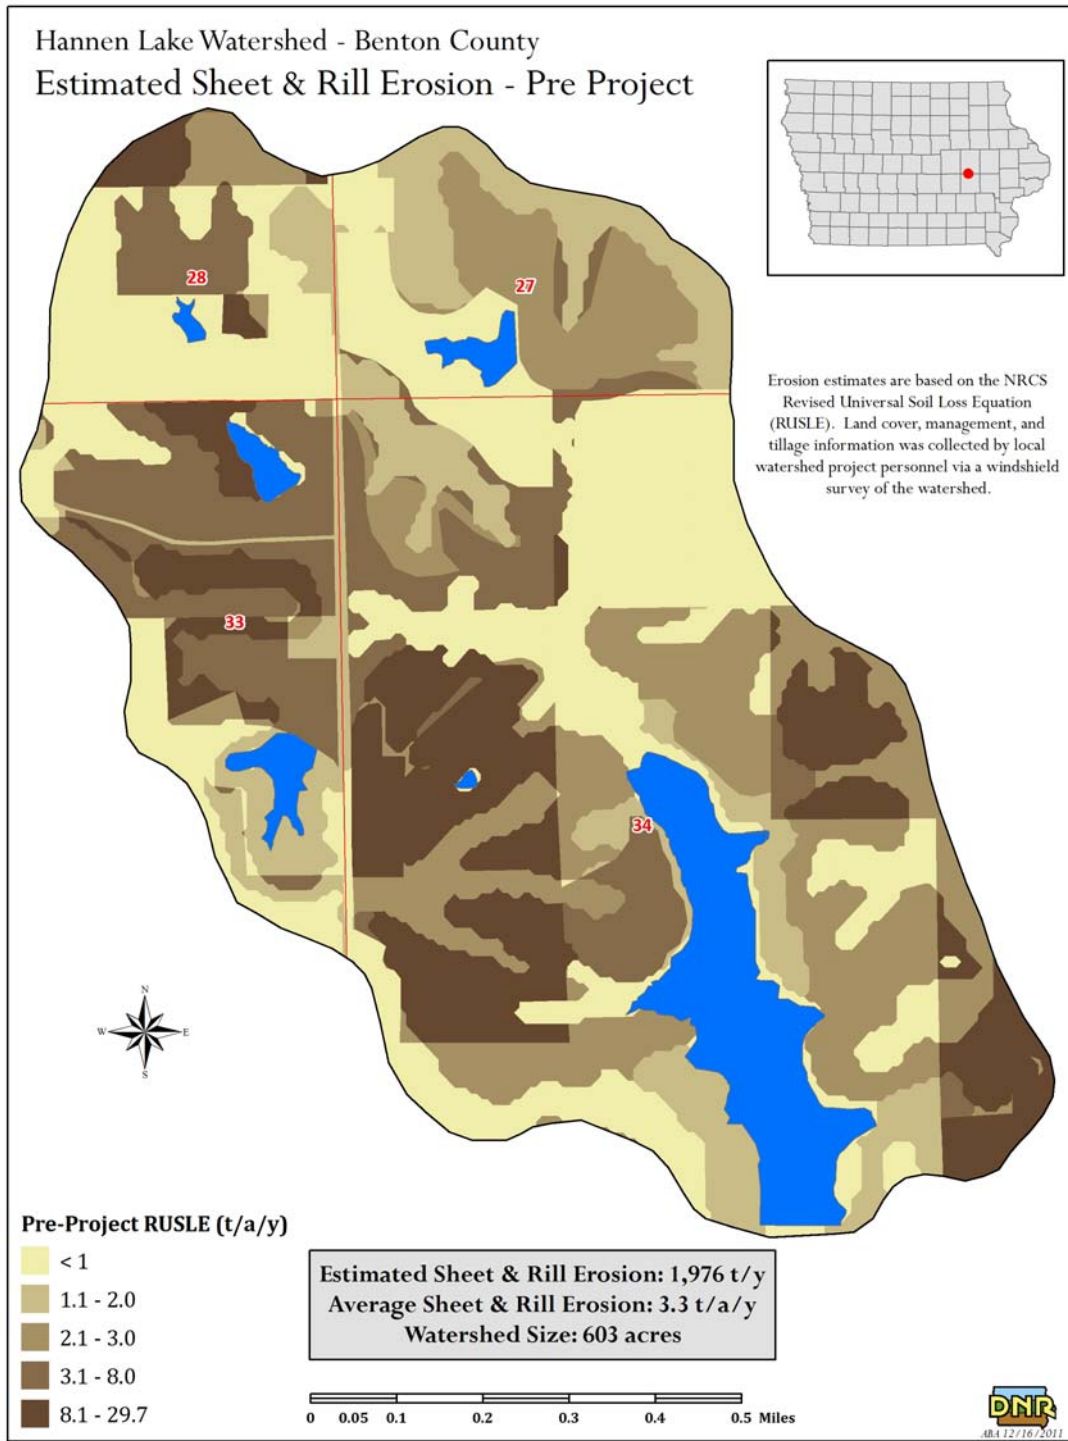 Hannen Lake Watershed - Benton County
Estimated Sheet & Rill Erosion - Pre Project
28
27
Erosion estimates are based on the NRCS
Revised Universal Soil Loss Equation
(RUSLE). Land cover, management, and
tillage information was collected by local
watershed project personnel via a windshield
survey of the watershed.
33
34
N
W E
S
Pre-Project RUSLE (t/a/y)
< 1
1.1 - 2.0
2.1 - 3.0
3.1 - 8.0
8.1 - 29.7
Estimated Sheet & Rill Erosion: 1,976 t/y
Average Sheet & Rill Erosion: 3.3 t/a/y
Watershed Size: 603 acres
0 0.05 0.1 0.2 0.3 0.4 0.5 Miles
DNR
ABA 12/16/2011